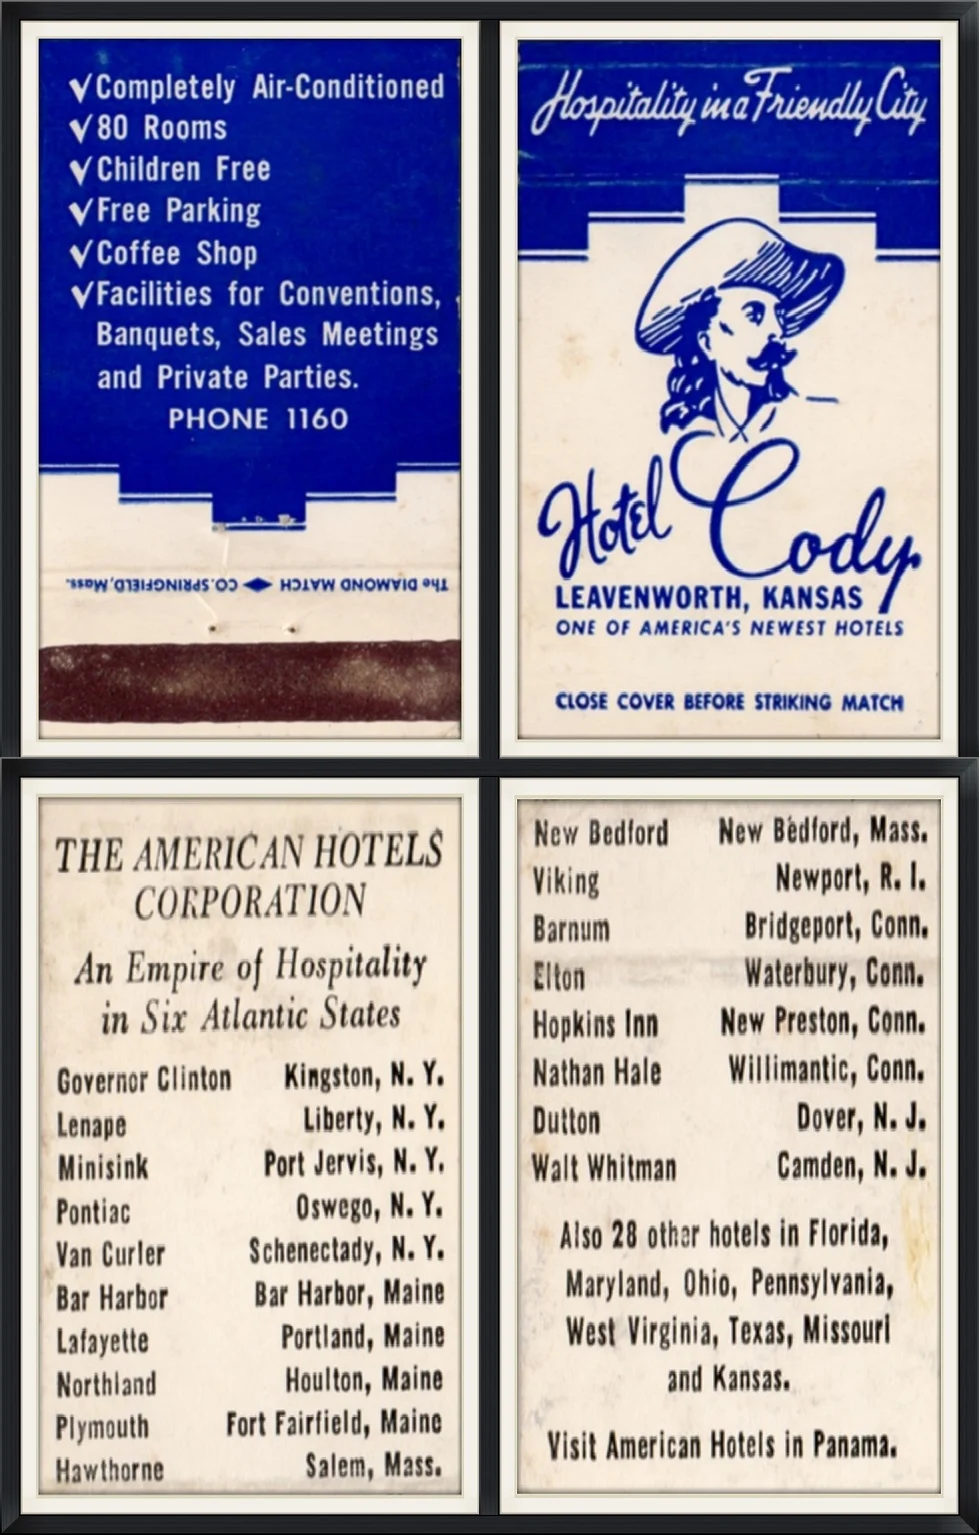 ✓Completely Air-Conditioned
✓80 Rooms
✓Children Free
✓Free Parking
✓Coffee Shop
✓Facilities for Conventions,
Banquets, Sales Meetings
and Private Parties.
PHONE 1160
The DIAMOND MATCH CO. SPRINGFIELD, Mass.
Hospitality in a Friendly City
Hotel Cody
LEAVENWORTH, KANSAS
ONE OF AMERICA'S NEWEST HOTELS
CLOSE COVER BEFORE STRIKING MATCH
THE AMERICAN HOTELS
CORPORATION
An Empire of Hospitality
in Six Atlantic States
Governor Clinton Kingston, N. Y.
Lenape Liberty, N. Y.
Minisink Port Jervis, N. Y.
Pontiac Oswego, N. Y.
Van Curler Schenectady, N. Y.
Bar Harbor Bar Harbor, Maine
Lafayette Portland, Maine
Northland Houlton, Maine
Plymouth Fort Fairfield, Maine
Hawthorne Salem, Mass.
New Bedford New Bedford, Mass.
Viking Newport, R. I.
Barnum Bridgeport, Conn.
Elton Waterbury, Conn.
Hopkins Inn New Preston, Conn.
Nathan Hale Willimantic, Conn.
Dutton Dover, N. J.
Walt Whitman Camden, N. J.
Also 28 other hotels in Florida,
Maryland, Ohio, Pennsylvania,
West Virginia, Texas, Missouri
and Kansas.
Visit American Hotels in Panama.